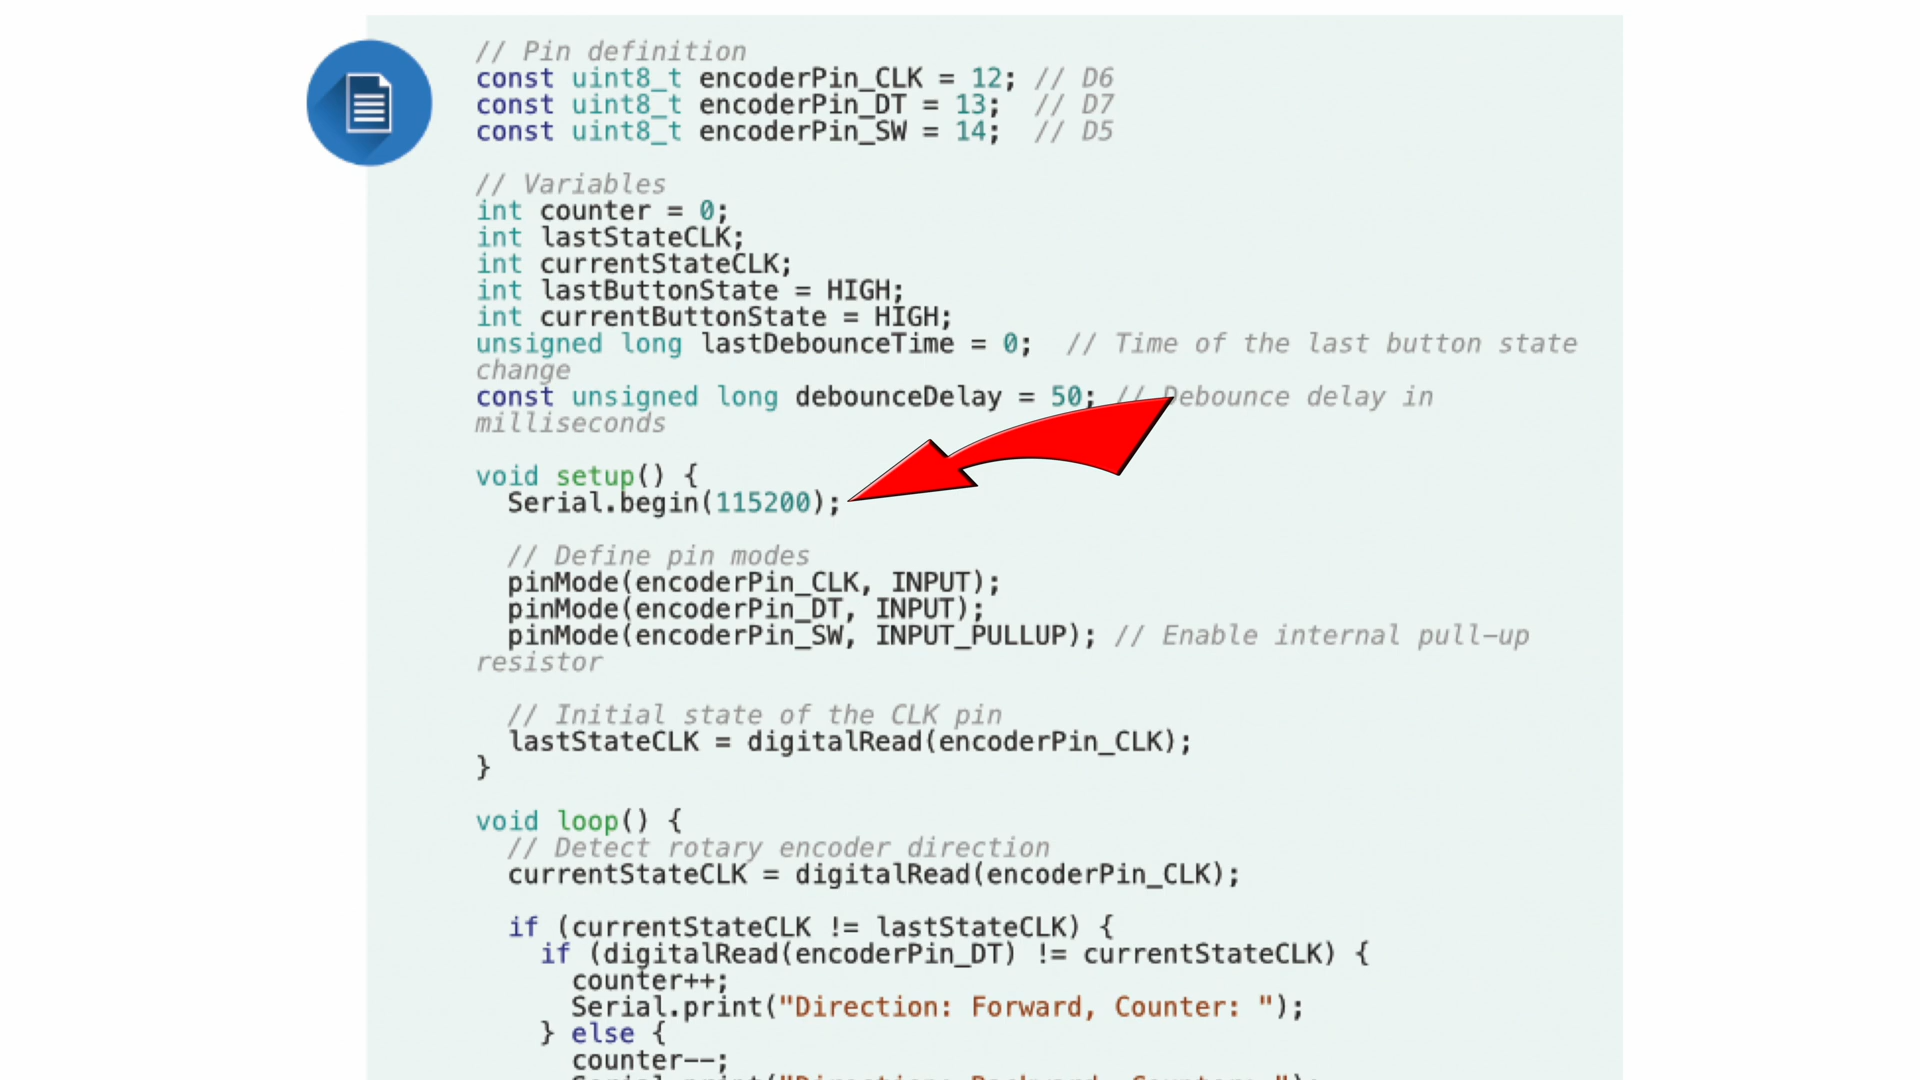 // Pin definition
const uint8_t encoderPin_CLK = 12; // D6
const uint8_t encoderPin_DT = 13;  // D7
const uint8_t encoderPin_SW = 14;  // D5
// Variables
int counter = 0;
int lastStateCLK;
int currentStateCLK;
int lastButtonState = HIGH;
int currentButtonState = HIGH;
unsigned long lastDebounceTime = 0;  // Time of the last button state
change
const unsigned long debounceDelay = 50; // Debounce delay in
milliseconds
void setup() {
  Serial.begin(115200);
  // Define pin modes
  pinMode(encoderPin_CLK, INPUT);
  pinMode(encoderPin_DT, INPUT);
  pinMode(encoderPin_SW, INPUT_PULLUP); // Enable internal pull-up
resistor
  // Initial state of the CLK pin
  lastStateCLK = digitalRead(encoderPin_CLK);
}
void loop() {
  // Detect rotary encoder direction
  currentStateCLK = digitalRead(encoderPin_CLK);
  if (currentStateCLK != lastStateCLK) {
    if (digitalRead(encoderPin_DT) != currentStateCLK) {
      counter++;
      Serial.print("Direction: Forward, Counter: ");
    } else {
      counter--;